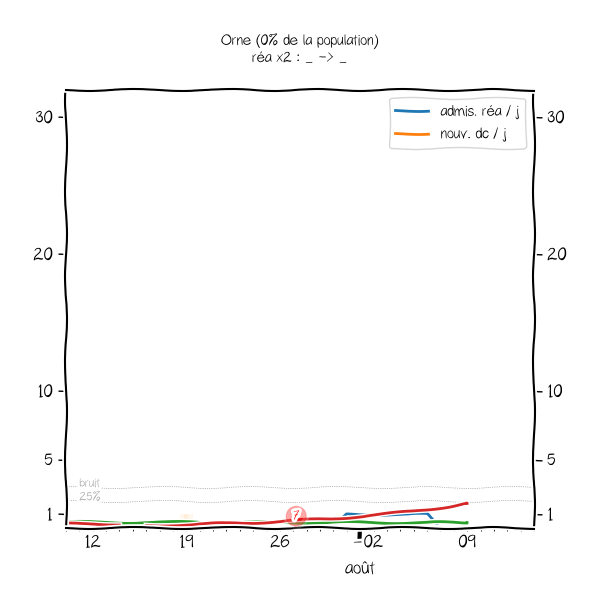 Orne (0% de la population)
réa x2 : _ -> _
admis. réa / j
nouv. dc / j
30
30
20
20
10
10
5
5
bruit
25%
1
1
7
12
19
26
02
09
août